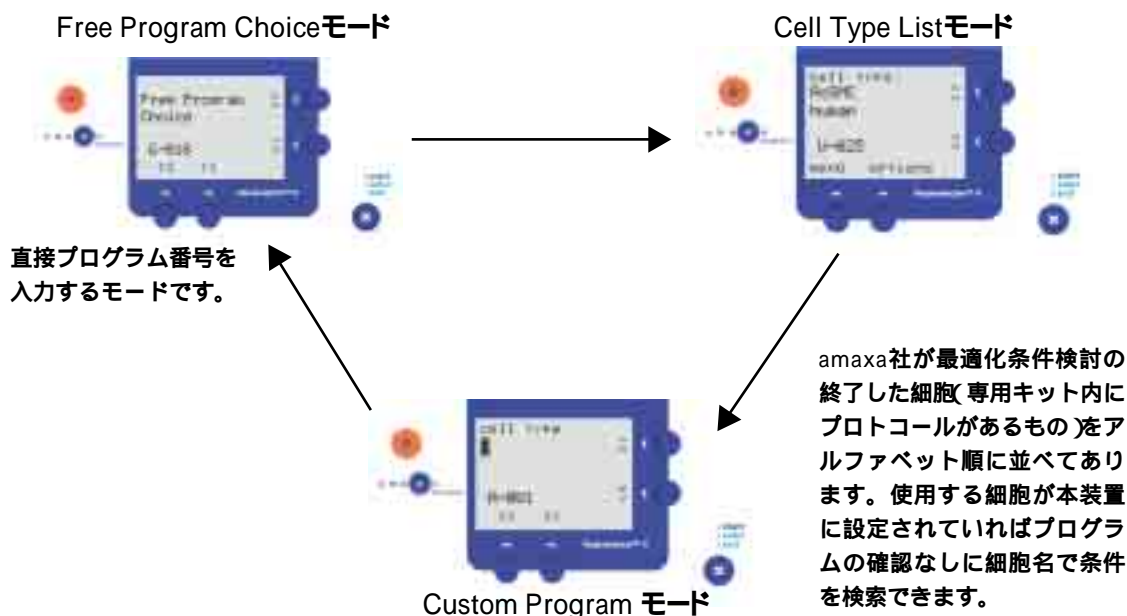 Free Program Choiceモード
Cell Type Listモード
Free Program
Choice
cell type
human
options
直接プログラム番号を
入力するモードです。
amaxa社が最適化条件検討の
終了した細胞(専用キット内に
プロトコールがあるもの)をア
ルファベット順に並べてあり
ます。使用する細胞が本装置
に設定されていればプログラ
ムの確認なしに細胞名で条件
を検索できます。
cell type
Custom Program モード